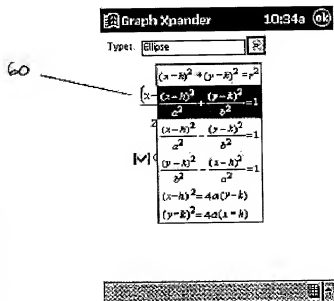 Graph Xpander 10:34a ok
Type: Ellipse
(x-h)²+(y-k)²=r²
60
(x-h)²/a² + (y-k)²/b² =1
(x-h)²/a² - (y-k)²/b² =1
(y-k)²/b² - (x-h)²/a² =1
(x-h)²=4a(y-k)
(y-k)²=4a(x-h)